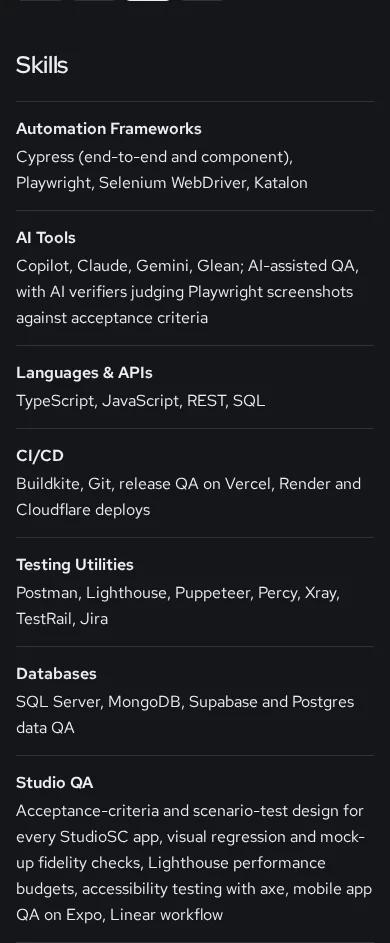 Skills
Automation Frameworks
Cypress (end-to-end and component),
Playwright, Selenium WebDriver, Katalon
AI Tools
Copilot, Claude, Gemini, Glean; AI-assisted QA,
with AI verifiers judging Playwright screenshots
against acceptance criteria
Languages & APIs
TypeScript, JavaScript, REST, SQL
CI/CD
Buildkite, Git, release QA on Vercel, Render and
Cloudflare deploys
Testing Utilities
Postman, Lighthouse, Puppeteer, Percy, Xray,
TestRail, Jira
Databases
SQL Server, MongoDB, Supabase and Postgres
data QA
Studio QA
Acceptance-criteria and scenario-test design for
every StudioSC app, visual regression and mock-
up fidelity checks, Lighthouse performance
budgets, accessibility testing with axe, mobile app
QA on Expo, Linear workflow